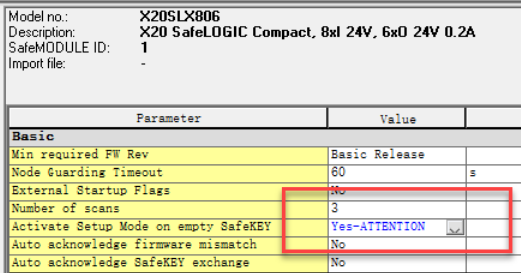 Model no.: X20SLX806
Description: X20 SafeLOGIC Compact, 8xI 24V, 6xO 24V 0.2A
SafeMODULE ID: 1
Import file: -
Parameter Value
Basic
Min required FW Rev Basic Release
Node Guarding Timeout 60 s
External Startup Flags No
Number of scans 3
Activate Setup Mode on empty SafeKEY Yes-ATTENTION
Auto acknowledge firmware mismatch No
Auto acknowledge SafeKEY exchange No